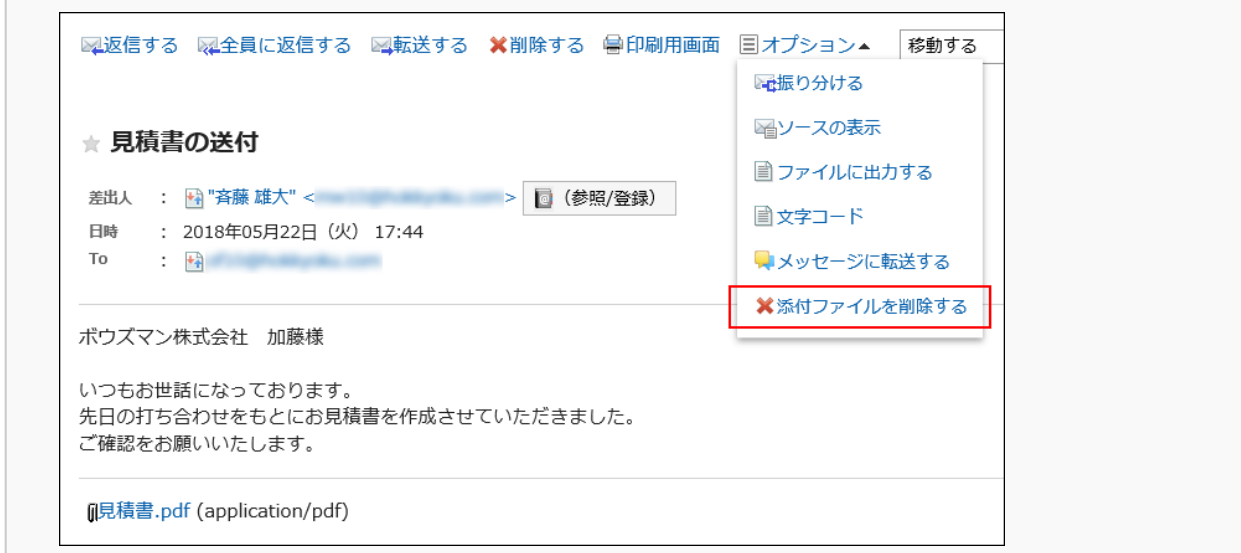 返信する 全員に返信する 転送する 削除する 印刷用画面 オプション▲ 移動する
振り分ける
ソースの表示
ファイルに出力する
文字コード
メッセージに転送する
添付ファイルを削除する
★ 見積書の送付
差出人 : "斉藤 雄大" < > (参照/登録)
日時 : 2018年05月22日（火） 17:44
To :
ボウズマン株式会社　加藤様
いつもお世話になっております。
先日の打ち合わせをもとにお見積書を作成させていただきました。
ご確認をお願いいたします。
見積書.pdf (application/pdf)